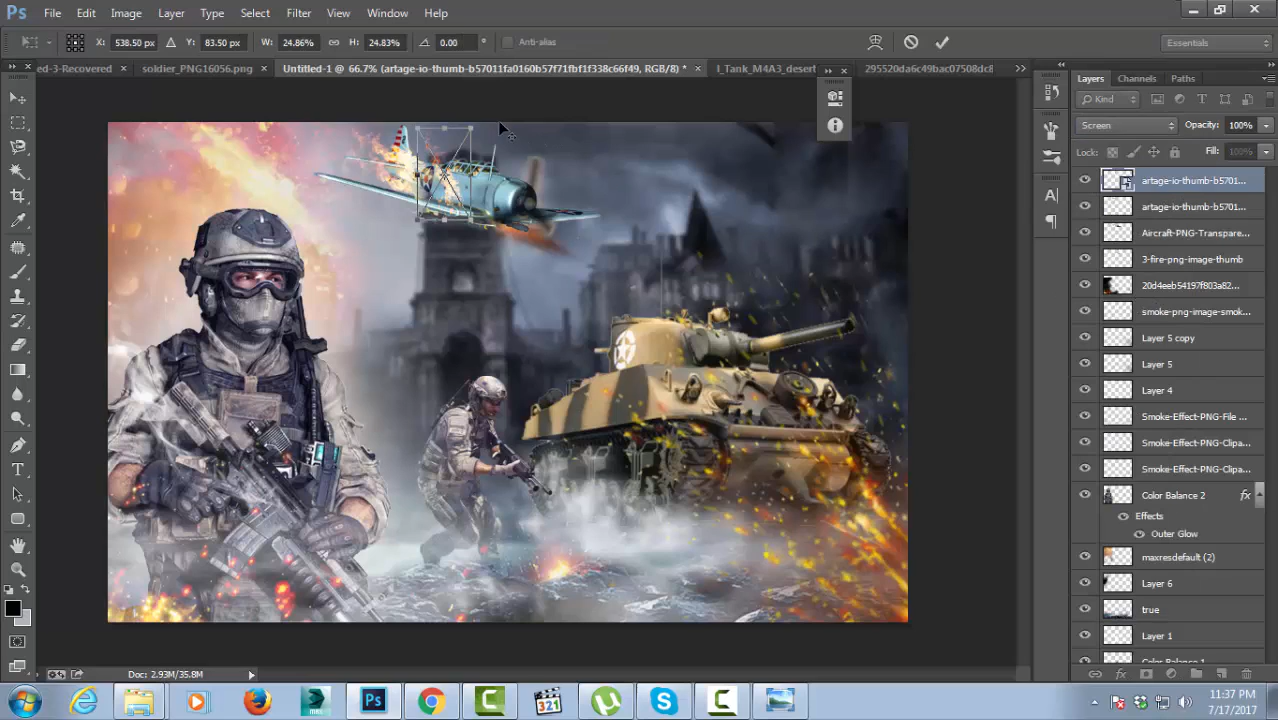 Ps File Edit Image Layer Type Select Filter View Window Help
X: 538.50 px Y: 83.50 px W: 24.86% H: 24.83% 0.00 ° Anti-alias Essentials
ed-3-Recovered × soldier_PNG16056.png × Untitled-1 @ 66.7% (artage-io-thumb-b57011fa0160b57f71fbf1f338c66f49, RGB/8) * × I_Tank_M4A3_desert 295520da6c49bac07508dc8
Layers Channels Paths
Kind
Screen Opacity: 100%
Lock: Fill: 100%
artage-io-thumb-b5701...
artage-io-thumb-b5701...
Aircraft-PNG-Transpare...
3-fire-png-image-thumb
20d4eeb54197f803a82...
smoke-png-image-smok...
Layer 5 copy
Layer 5
Layer 4
Smoke-Effect-PNG-File ...
Smoke-Effect-PNG-Clipa...
Smoke-Effect-PNG-Clipa...
Color Balance 2 fx
Effects
Outer Glow
maxresdefault (2)
Layer 6
true
Layer 1
Color Balance 1
Doc: 2.93M/35.8M
11:37 PM
7/17/2017